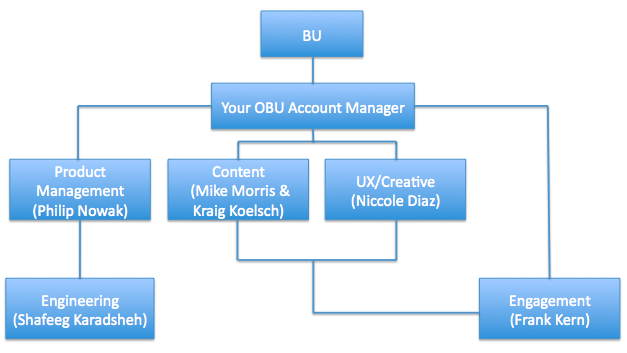 BU
Your OBU Account Manager
Product
Management
(Philip Nowak)
Content
(Mike Morris &
Kraig Koelsch)
UX/Creative
(Niccole Diaz)
Engineering
(Shafeeg Karadsheh)
Engagement
(Frank Kern)